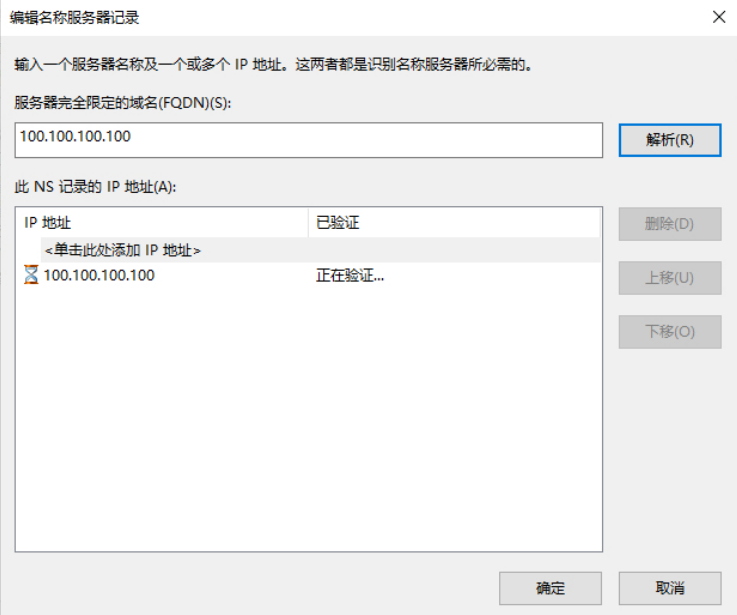 编辑名称服务器记录
输入一个服务器名称及一个或多个 IP 地址。这两者都是识别名称服务器所必需的。
服务器完全限定的域名(FQDN)(S):
100.100.100.100
解析(R)
此 NS 记录的 IP 地址(A):
IP 地址 已验证
<单击此处添加 IP 地址>
100.100.100.100 正在验证...
删除(D)
上移(U)
下移(O)
确定 取消